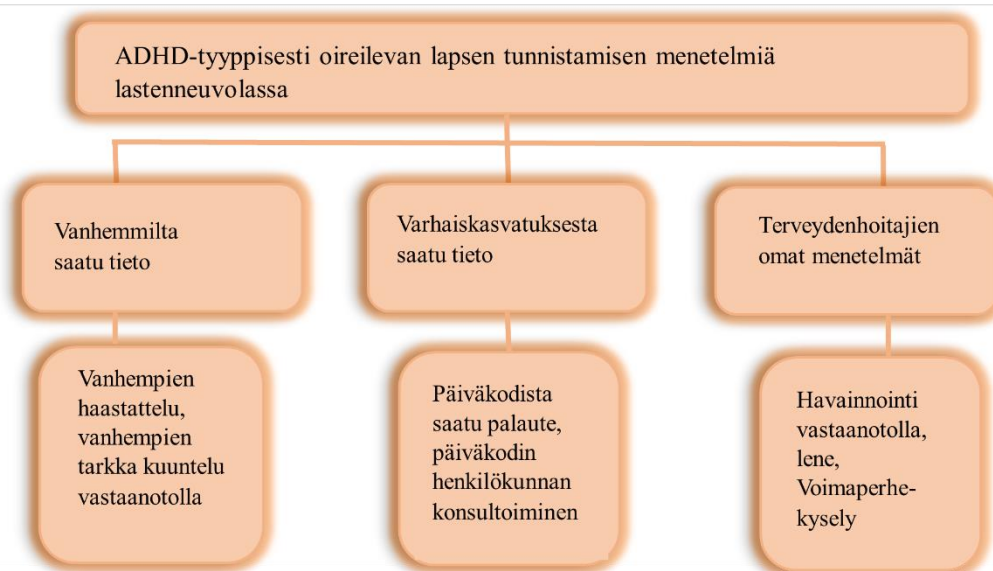 ADHD-tyyppisesti oireilevan lapsen tunnistamisen menetelmiä
lastenneuvolassa
Vanhemmilta
saatu tieto
Varhaiskasvatuksesta
saatu tieto
Terveydenhoitajien
omat menetelmät
Vanhempien
haastattelu,
vanhempien
tarkka kuuntelu
vastaanotolla
Päiväkodista
saatu palaute,
päiväkodin
henkilökunnan
konsultoiminen
Havainnointi
vastaanotolla,
lene,
Voimaperhe-
kysely